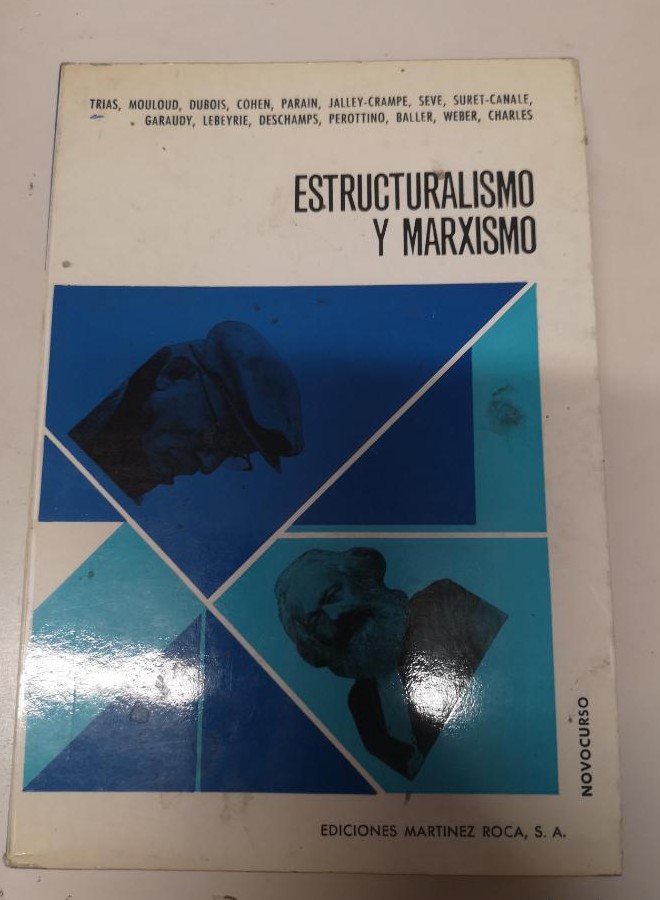 TRIAS, MOULOUD, DUBOIS, COHEN, PARAIN, JALLEY-CRAMPE, SEVE, SURET-CANALE,
GARAUDY, LEBEYRIE, DESCHAMPS, PEROTTINO, BALLER, WEBER, CHARLES
ESTRUCTURALISMO
Y MARXISMO
NOVOCURSO
EDICIONES MARTINEZ ROCA, S. A.